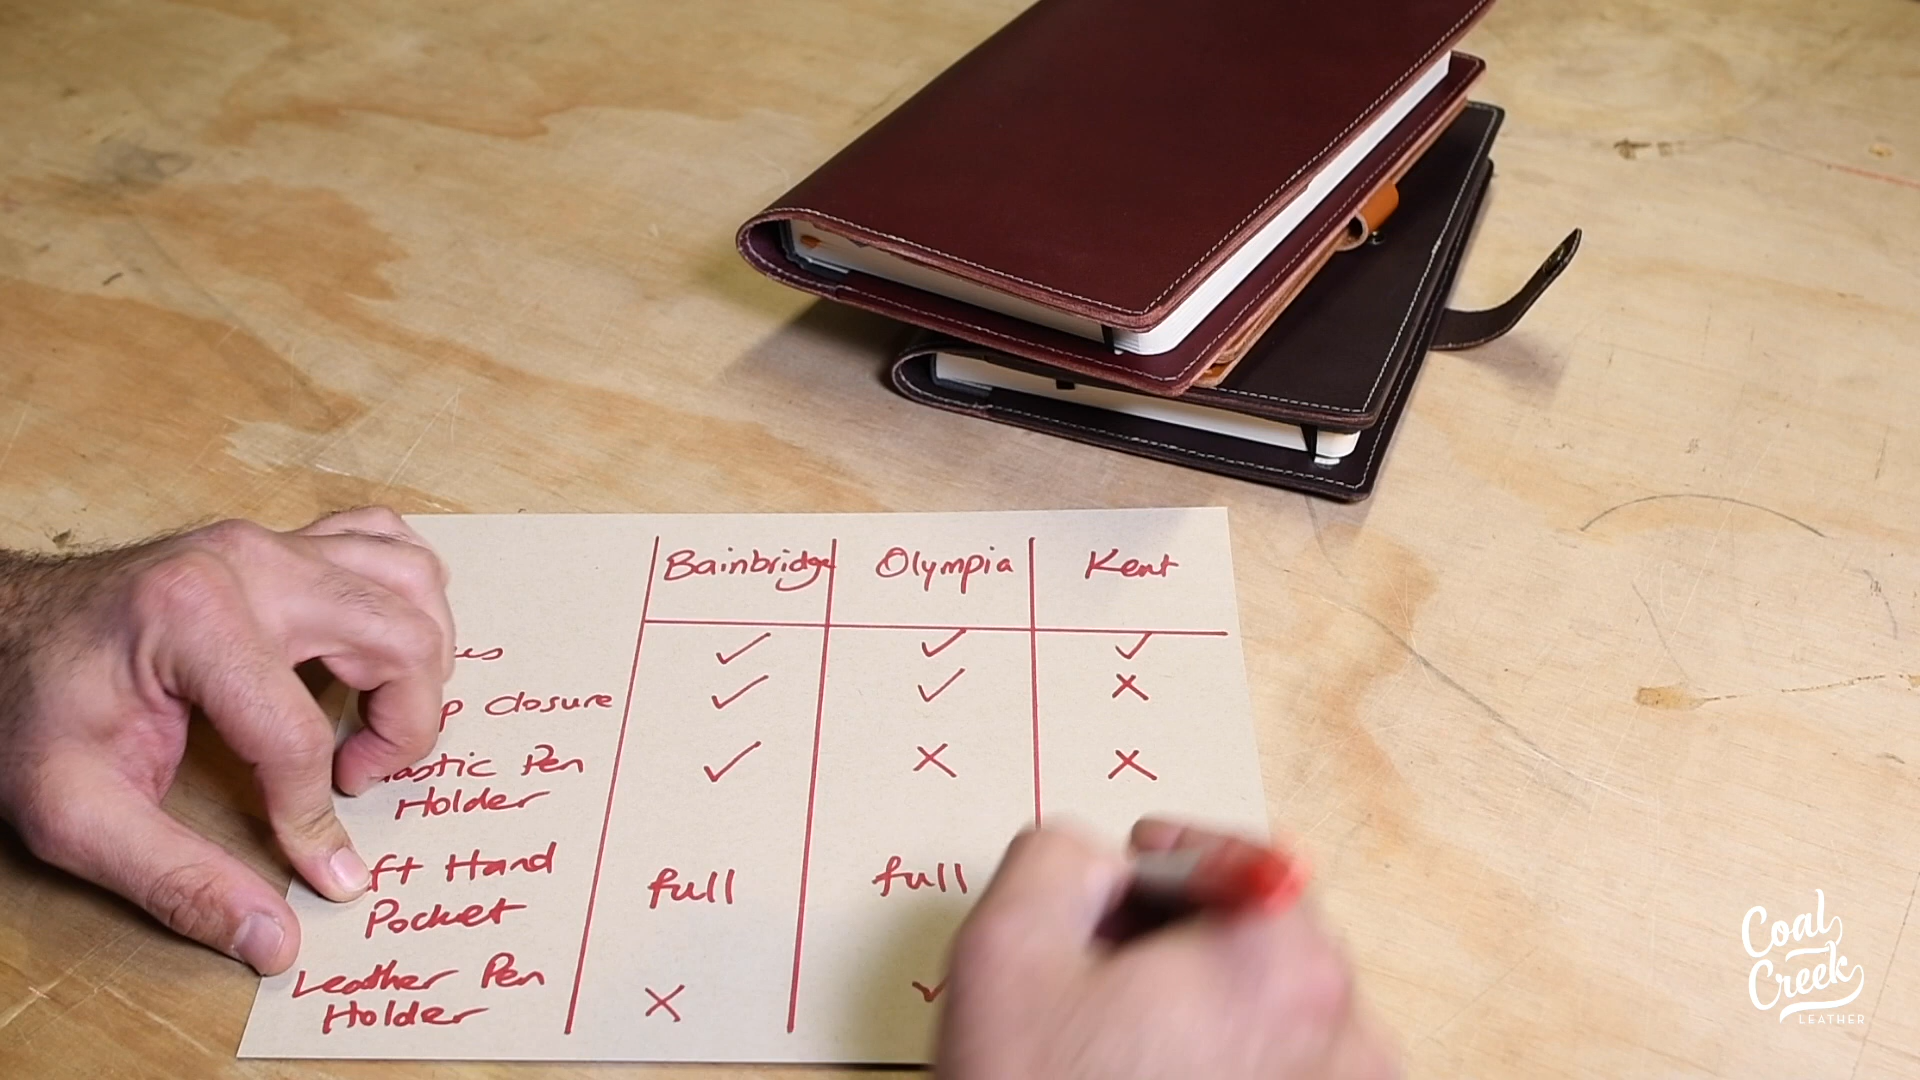 Bainbridge Olympia Kent
✓ ✓ ✓
Closure ✓ ✓ ×
Pen ✓ × ×
Holder
Hand full full
Pocket
Leather Pen × ✓
Holder
Coal
Creek
LEATHER